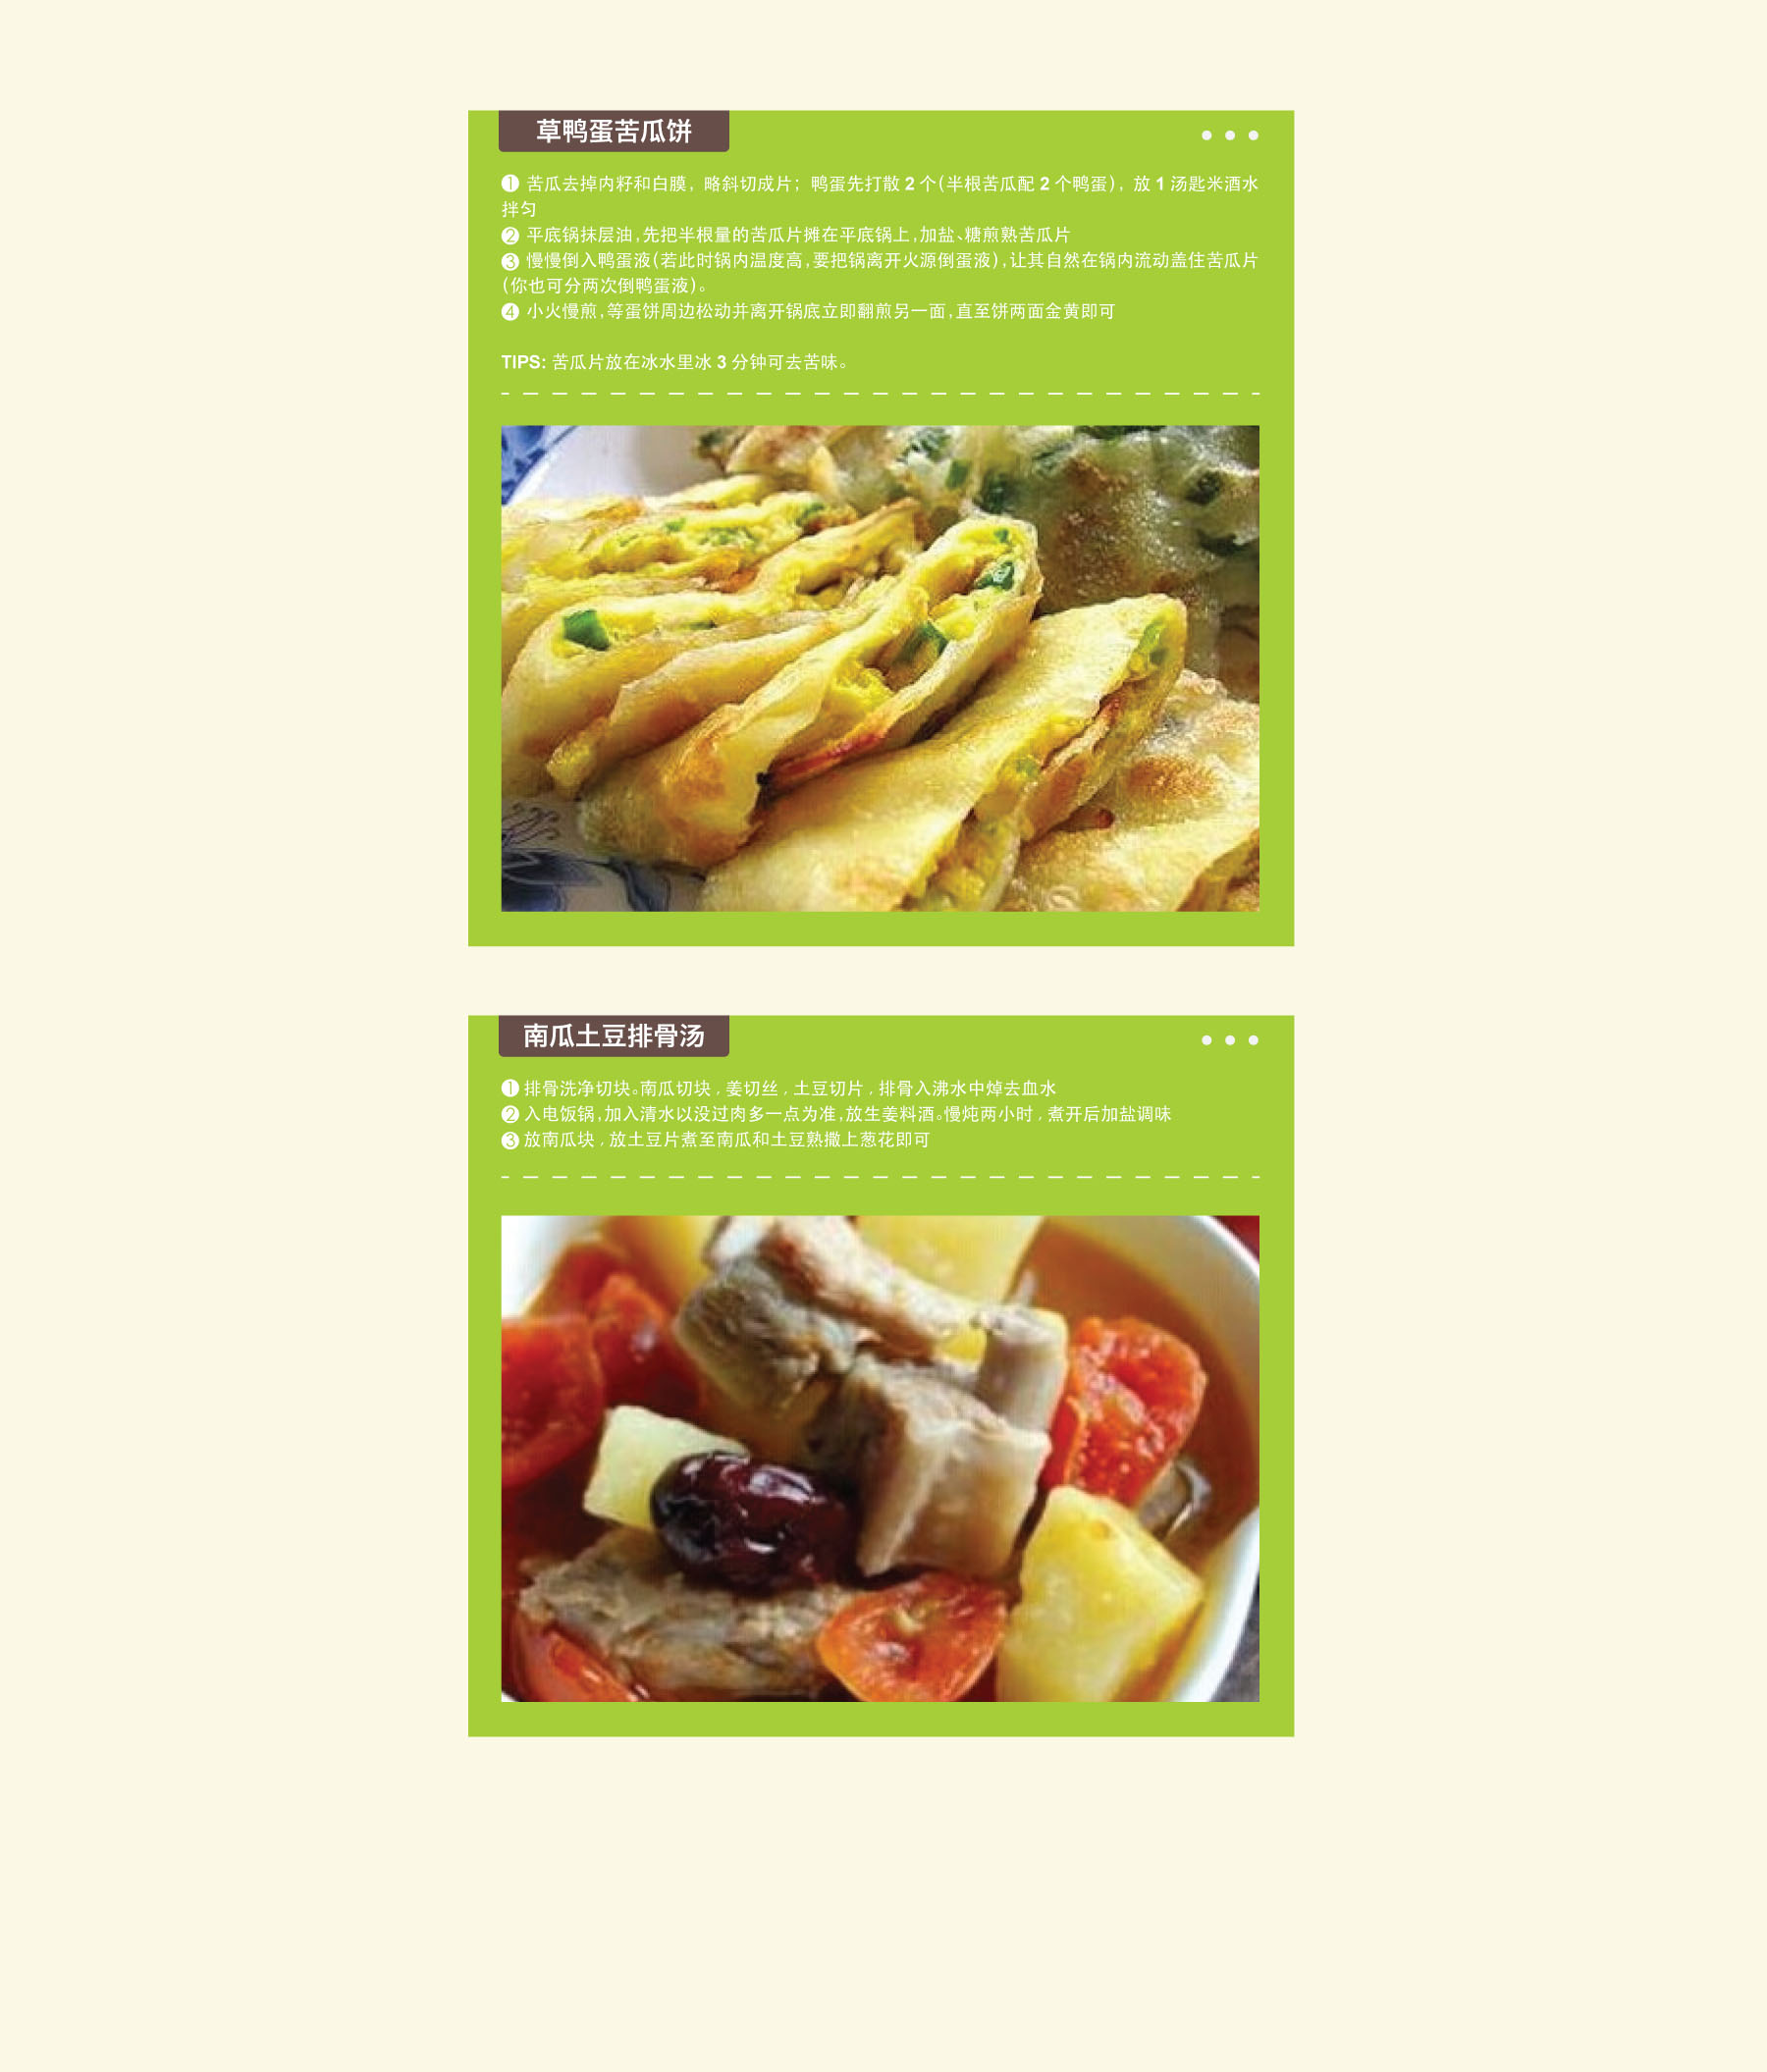 草鸭蛋苦瓜饼
❶ 苦瓜去掉内籽和白膜，略斜切成片；鸭蛋先打散 2 个（半根苦瓜配 2 个鸭蛋），放 1 汤匙米酒水
拌匀
❷ 平底锅抹层油，先把半根量的苦瓜片摊在平底锅上，加盐、糖煎熟苦瓜片
❸ 慢慢倒入鸭蛋液（若此时锅内温度高，要把锅离开火源倒蛋液），让其自然在锅内流动盖住苦瓜片
（你也可分两次倒鸭蛋液）。
❹ 小火慢煎，等蛋饼周边松动并离开锅底立即翻煎另一面，直至饼两面金黄即可
TIPS: 苦瓜片放在冰水里冰 3 分钟可去苦味。
南瓜土豆排骨汤
❶ 排骨洗净切块。南瓜切块，姜切丝，土豆切片，排骨入沸水中焯去血水
❷ 入电饭锅，加入清水以没过肉多一点为准，放生姜料酒。慢炖两小时，煮开后加盐调味
❸ 放南瓜块，放土豆片煮至南瓜和土豆熟撒上葱花即可